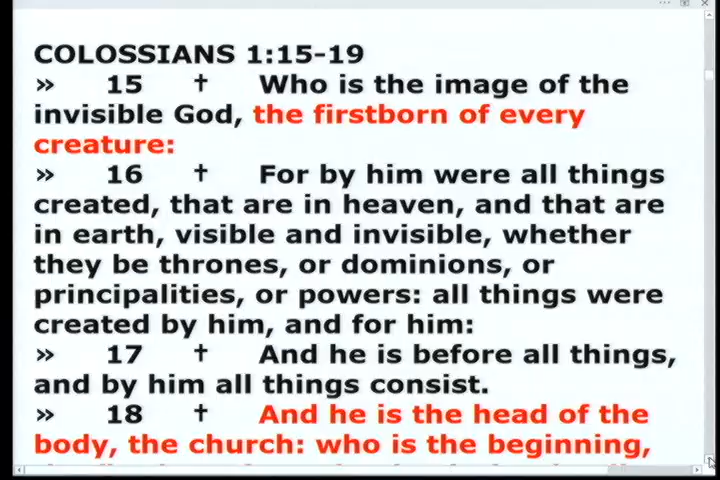 COLOSSIANS 1:15-19
» 15 † Who is the image of the
invisible God, the firstborn of every
creature:
» 16 † For by him were all things
created, that are in heaven, and that are
in earth, visible and invisible, whether
they be thrones, or dominions, or
principalities, or powers: all things were
created by him, and for him:
» 17 † And he is before all things,
and by him all things consist.
» 18 † And he is the head of the
body, the church: who is the beginning,